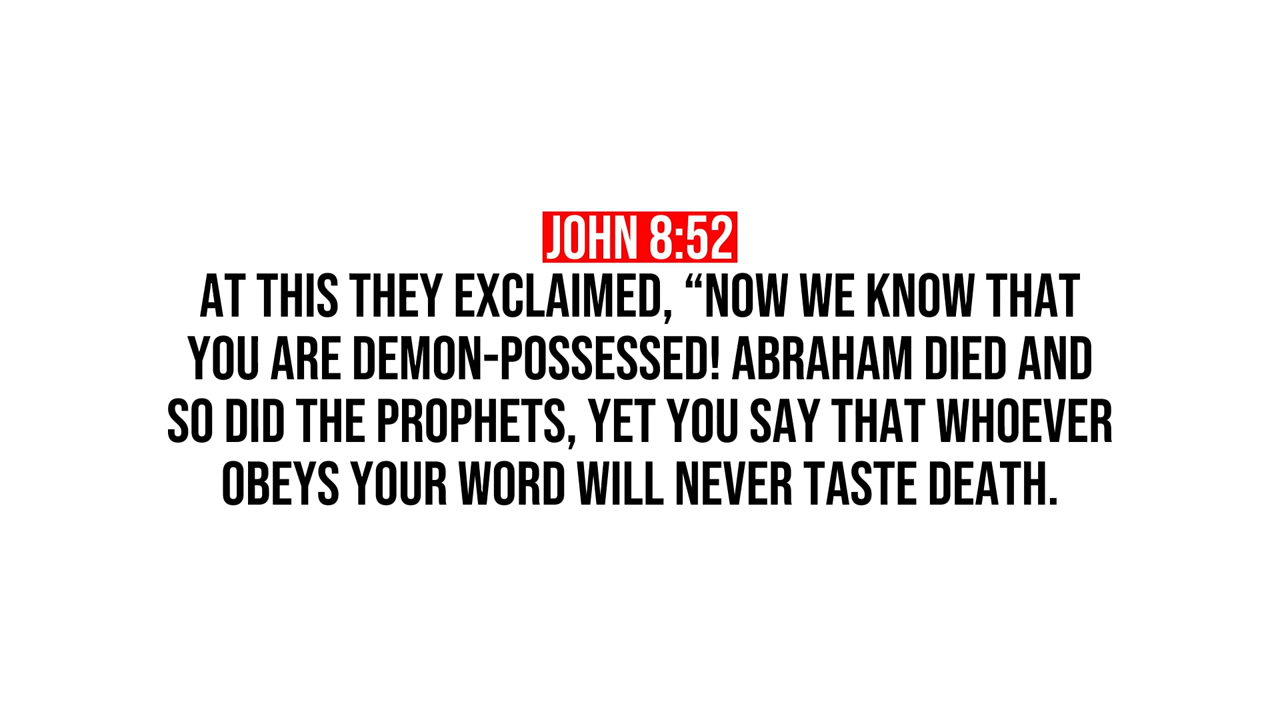 JOHN 8:52
AT THIS THEY EXCLAIMED, “NOW WE KNOW THAT
YOU ARE DEMON-POSSESSED! ABRAHAM DIED AND
SO DID THE PROPHETS, YET YOU SAY THAT WHOEVER
OBEYS YOUR WORD WILL NEVER TASTE DEATH.